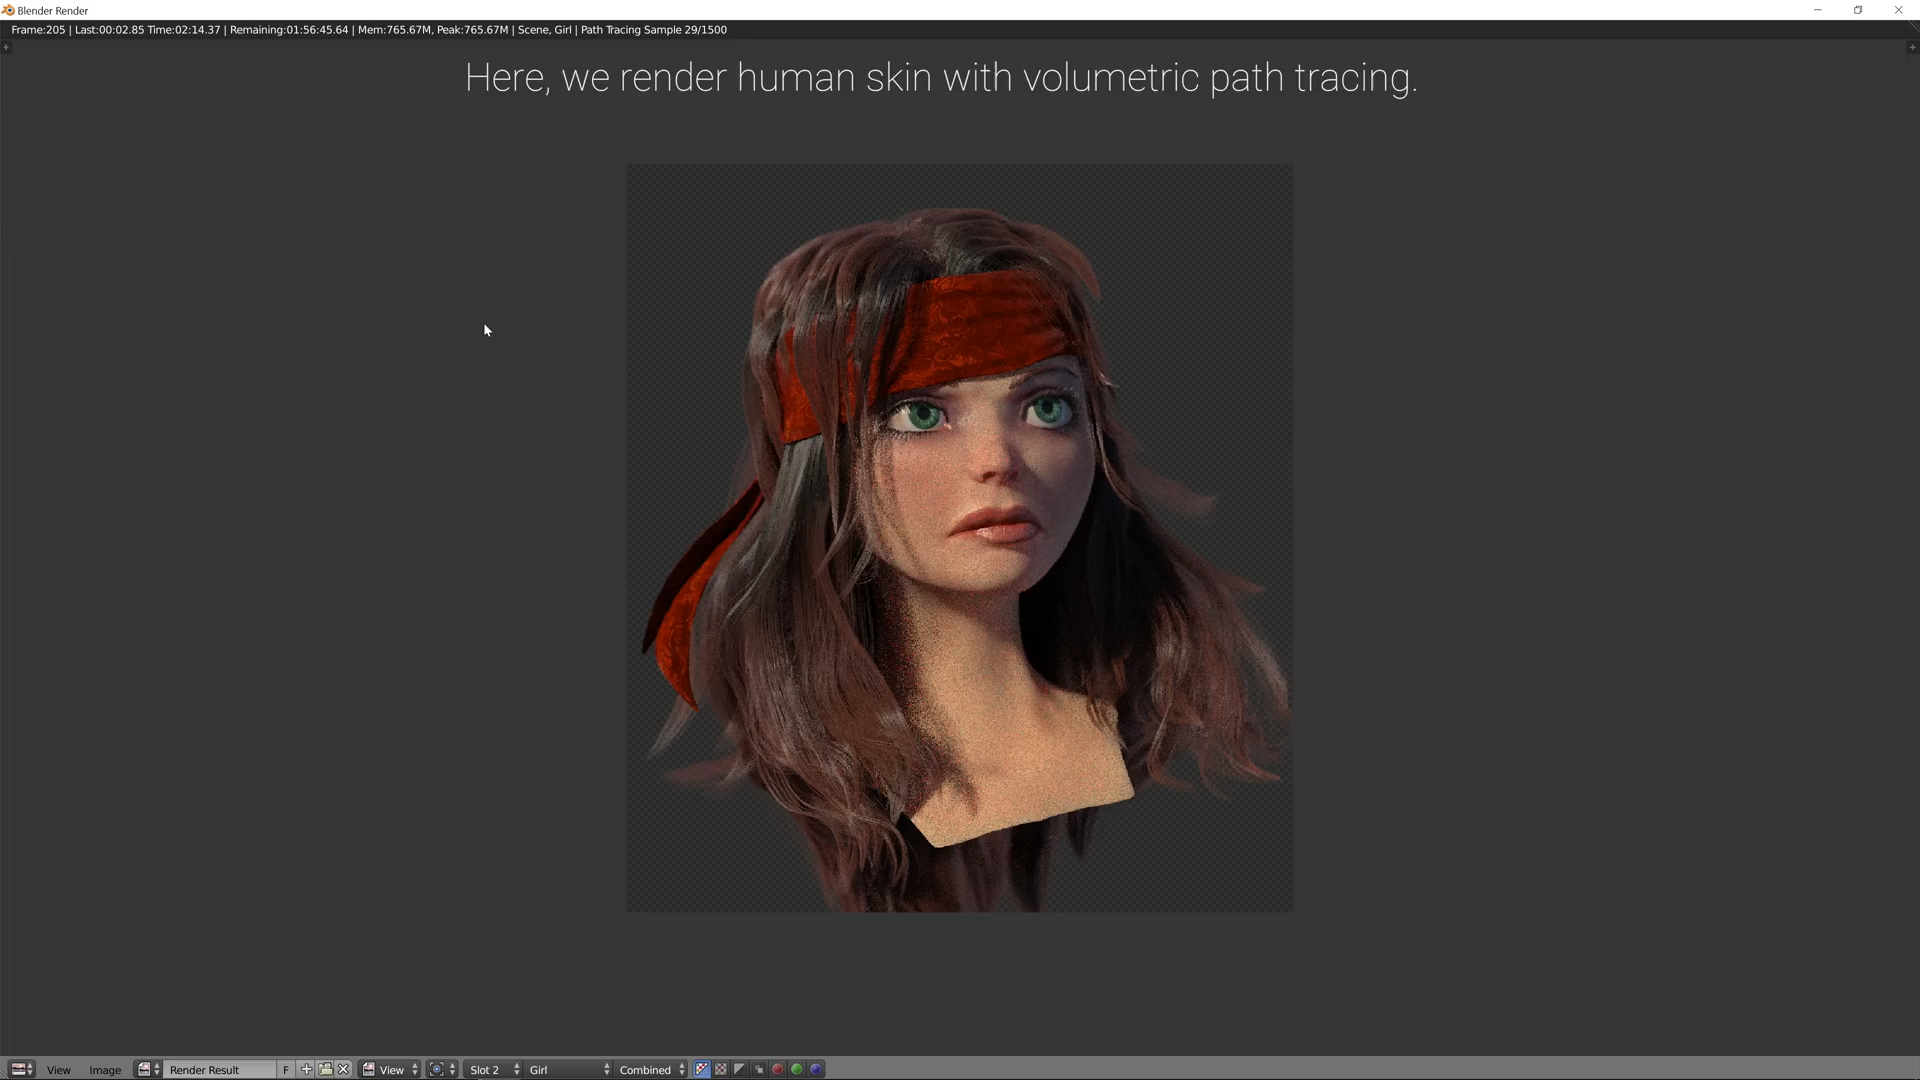 Blender Render
Frame:205 | Last:00:02.85 Time:02:14.37 | Remaining:01:56:45.64 | Mem:765.67M, Peak:765.67M | Scene, Girl | Path Tracing Sample 29/1500
Here, we render human skin with volumetric path tracing.
View Image Render Result F View Slot 2 Girl Combined